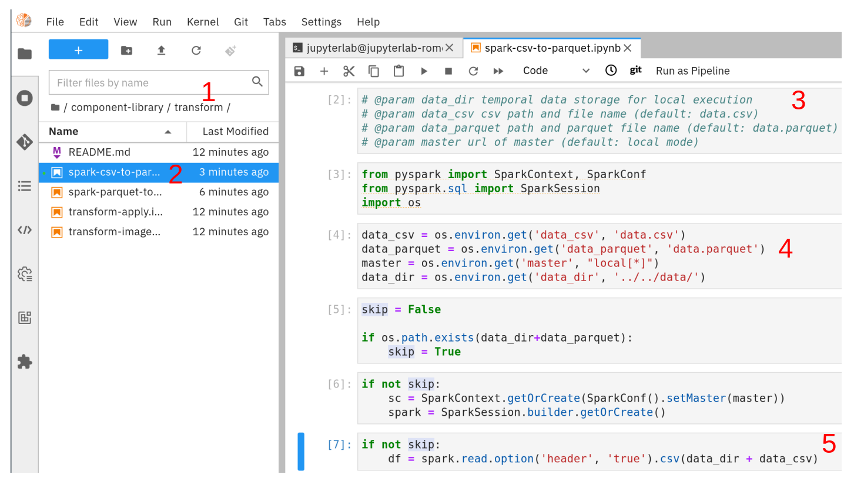 File Edit View Run Kernel Git Tabs Settings Help
+
Filter files by name
1
/ component-library / transform /
Name Last Modified
README.md 12 minutes ago
spark-csv-to-par... 2 3 minutes ago
spark-parquet-to... 6 minutes ago
transform-apply.i... 12 minutes ago
transform-image... 12 minutes ago
jupyterlab@jupyterlab-rom
spark-csv-to-parquet.ipynb
Code git Run as Pipeline
[2]: # @param data_dir temporal data storage for local execution
3
# @param data_csv csv path and file name (default: data.csv)
# @param data_parquet path and parquet file name (default: data.parquet)
# @param master url of master (default: local mode)
[3]: from pyspark import SparkContext, SparkConf
from pyspark.sql import SparkSession
import os
[4]: data_csv = os.environ.get('data_csv', 'data.csv')
data_parquet = os.environ.get('data_parquet', 'data.parquet')
4
master = os.environ.get('master', "local[*]")
data_dir = os.environ.get('data_dir', '../../data/')
[5]: skip = False
if os.path.exists(data_dir+data_parquet):
skip = True
[6]: if not skip:
sc = SparkContext.getOrCreate(SparkConf().setMaster(master))
spark = SparkSession.builder.getOrCreate()
[7]: if not skip:
5
df = spark.read.option('header', 'true').csv(data_dir + data_csv)